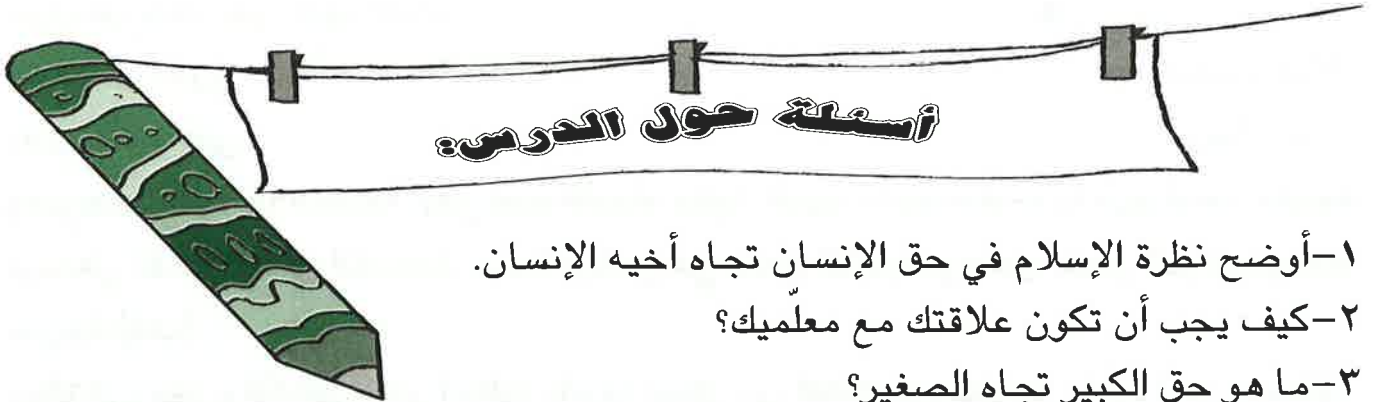 أسئلة حول الدرس:
١-أوضح نظرة الإسلام في حق الإنسان تجاه أخيه الإنسان.
٢-كيف يجب أن تكون علاقتك مع معلّميك؟
٣-ما هو حق الكبير تجاه الصغير؟